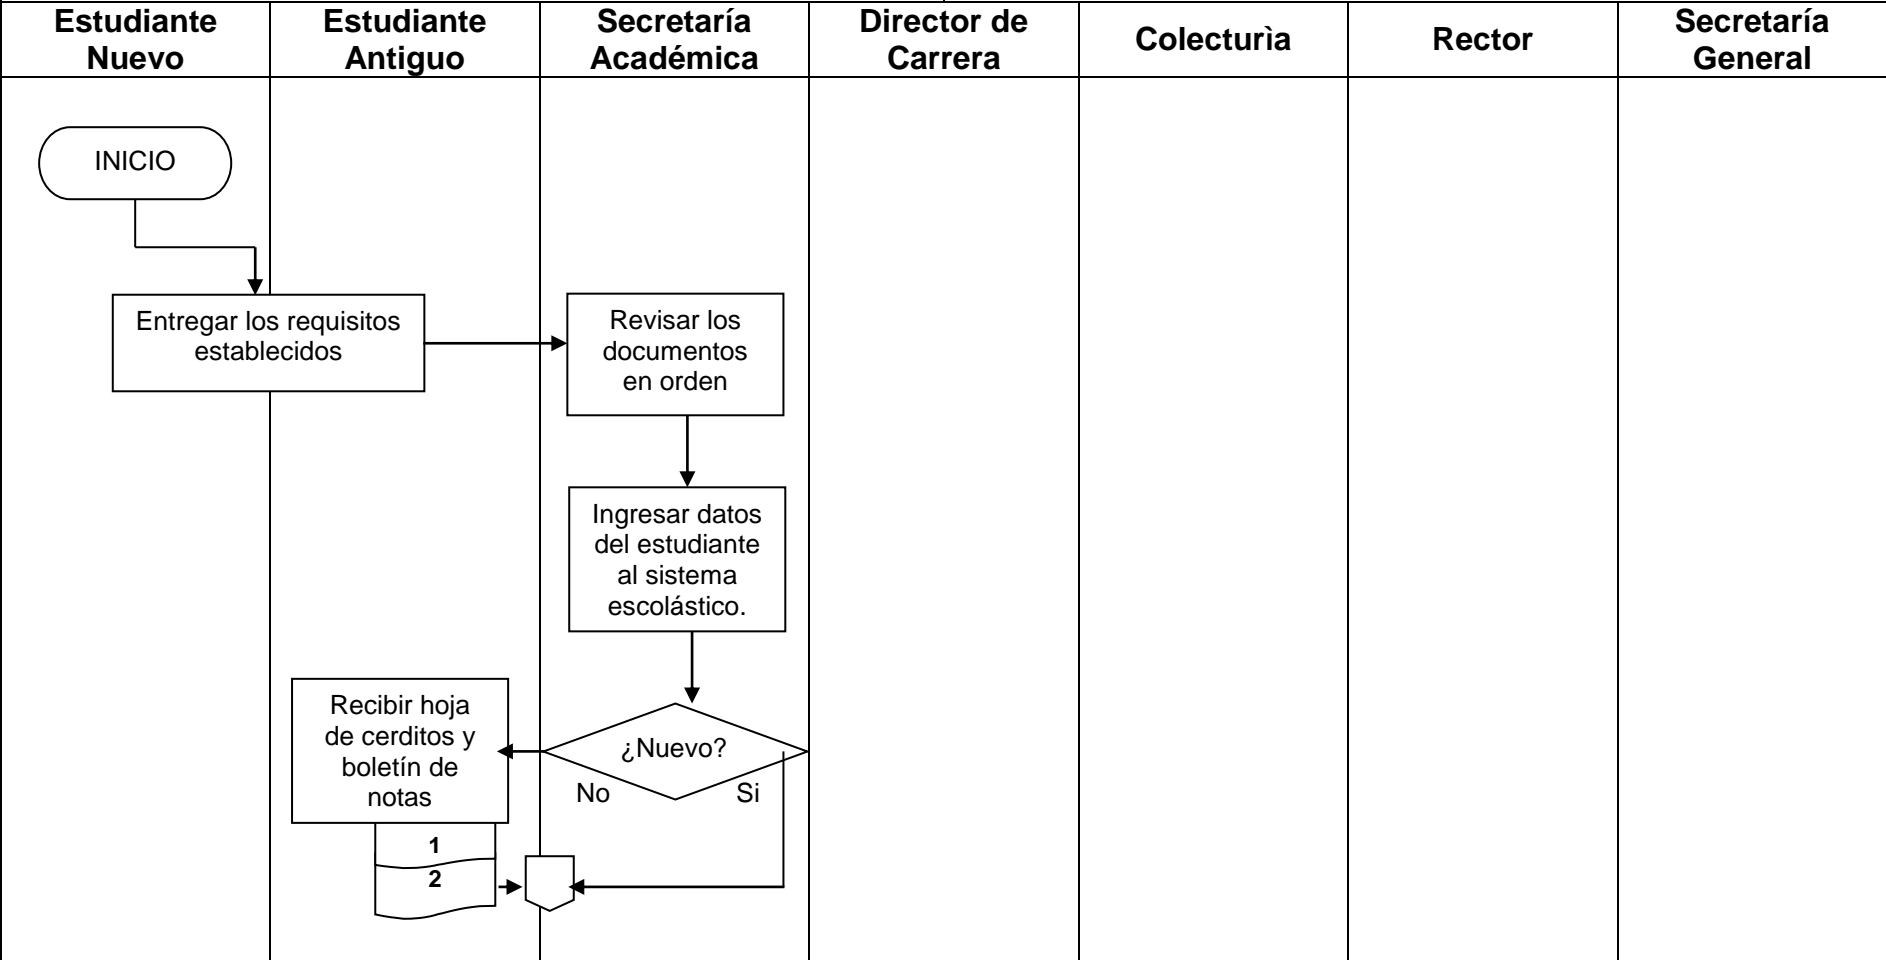 Estudiante
Nuevo
Estudiante
Antiguo
Secretaría
Académica
Director de
Carrera
Colecturìa
Rector
Secretaría
General
INICIO
Entregar los requisitos
establecidos
Revisar los
documentos
en orden
Ingresar datos
del estudiante
al sistema
escolástico.
Recibir hoja
de cerditos y
boletín de
notas
¿Nuevo?
No
Si
1
2